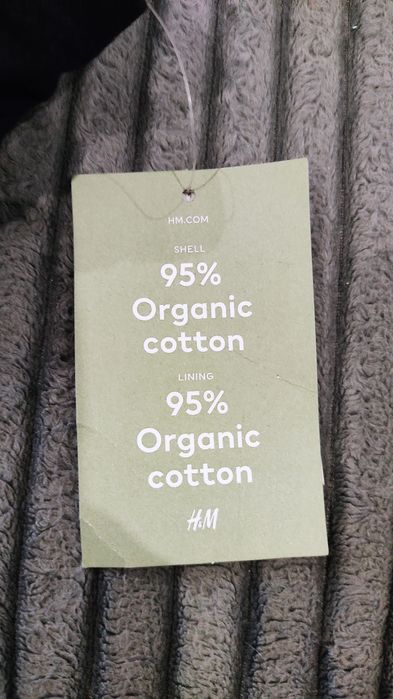 HM.COM
SHELL
95%
Organic
cotton
LINING
95%
Organic
cotton
H&M